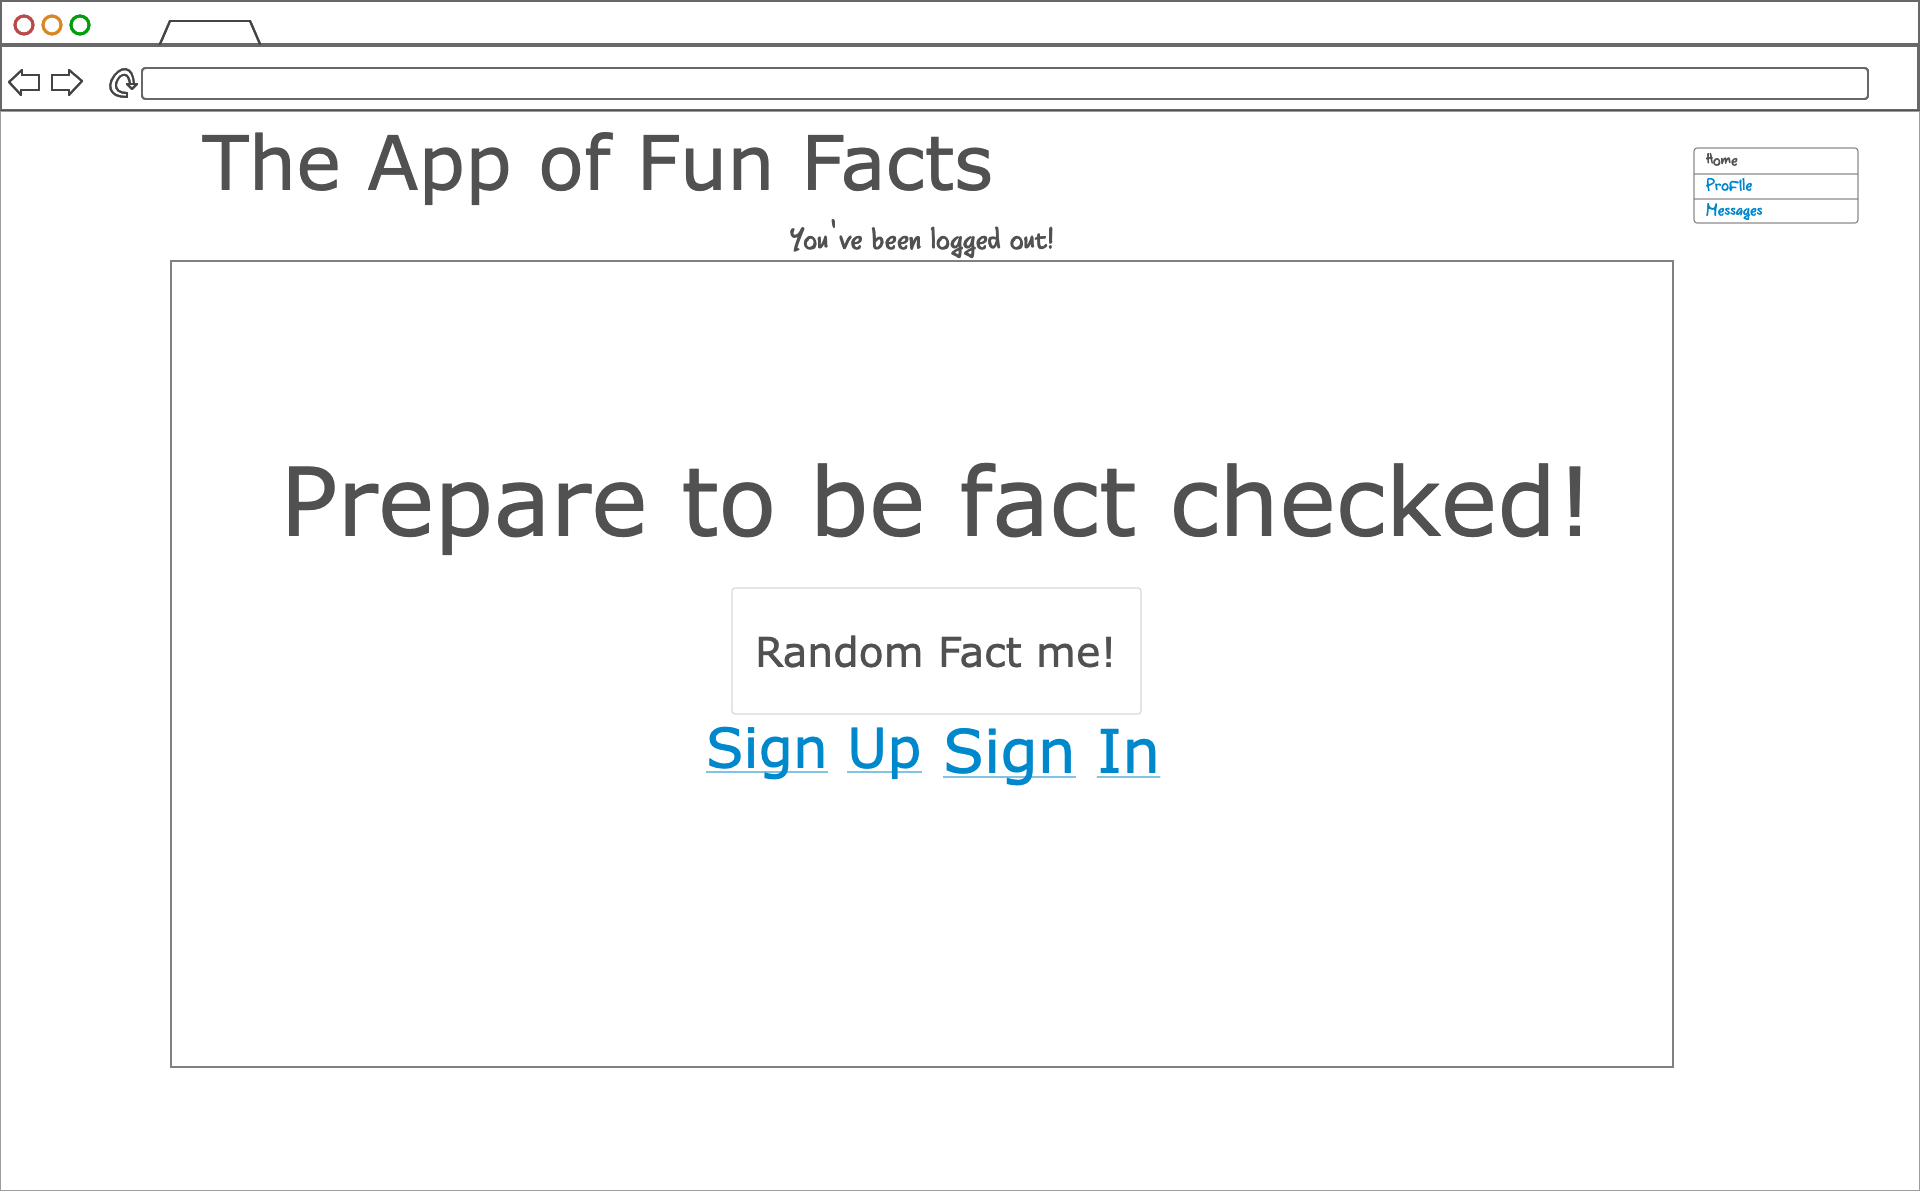 The App of Fun Facts
Home
Profile
Messages
You've been logged out!
Prepare to be fact checked!
Random Fact me!
Sign Up Sign In